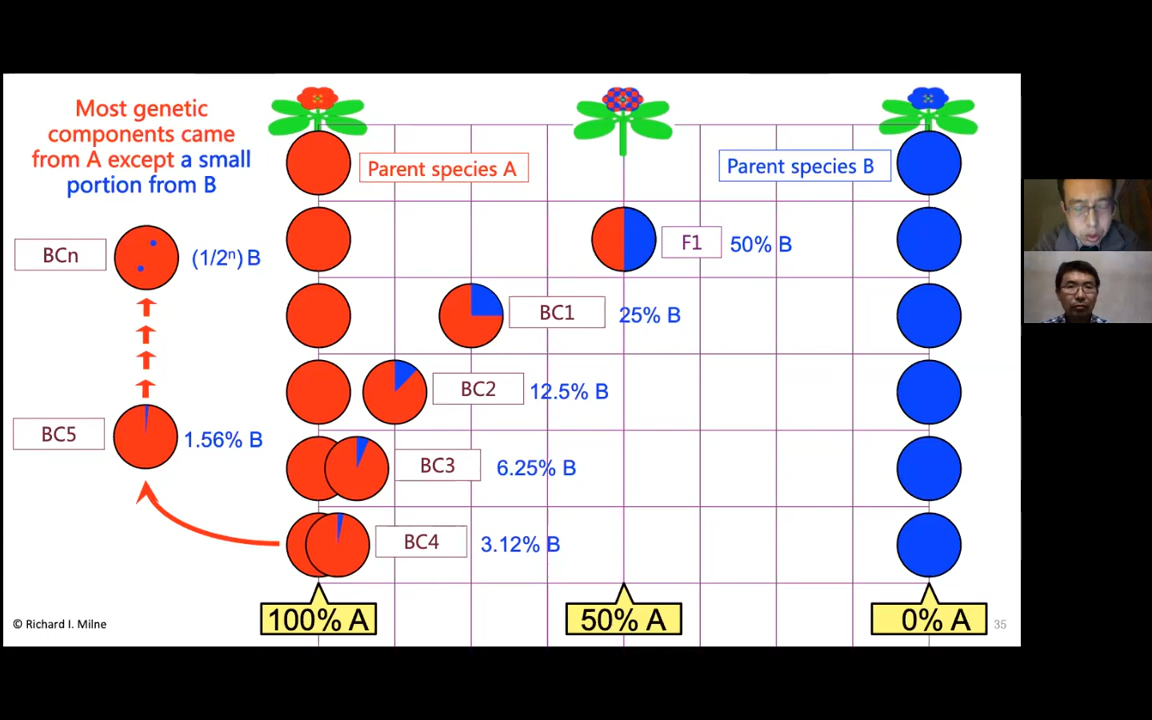 Most genetic
components came
from A except a small
portion from B
Parent species A
Parent species B
BCn
(1/2ⁿ) B
F1
50% B
BC1
25% B
BC2
12.5% B
BC5
1.56% B
BC3
6.25% B
BC4
3.12% B
100% A
50% A
0% A
© Richard I. Milne
35